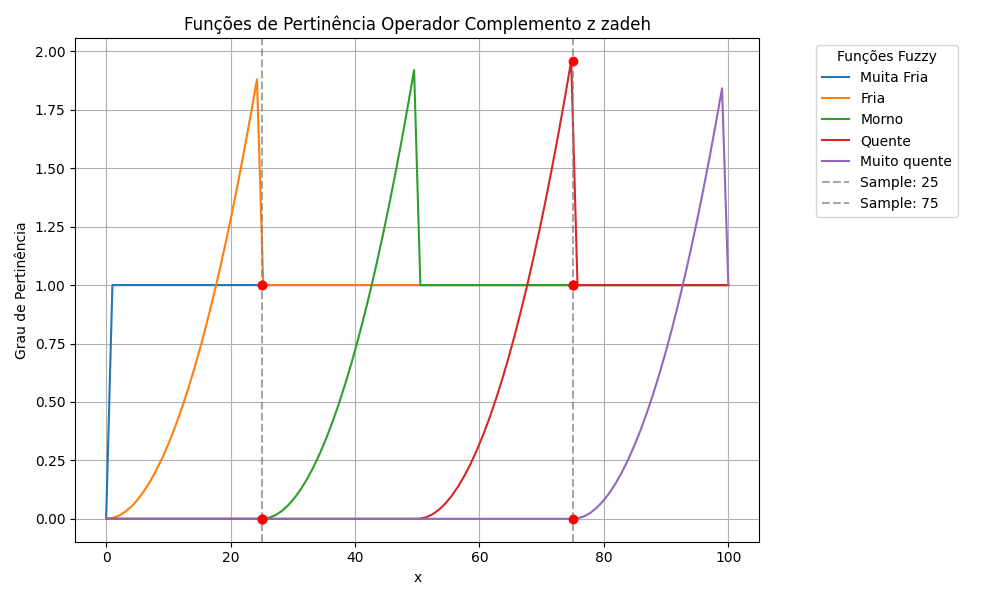 Funções de Pertinência Operador Complemento z zadeh
Grau de Pertinência
2.00
1.75
1.50
1.25
1.00
0.75
0.50
0.25
0.00
0 20 40 60 80 100
x
Funções Fuzzy
Muita Fria
Fria
Morno
Quente
Muito quente
Sample: 25
Sample: 75